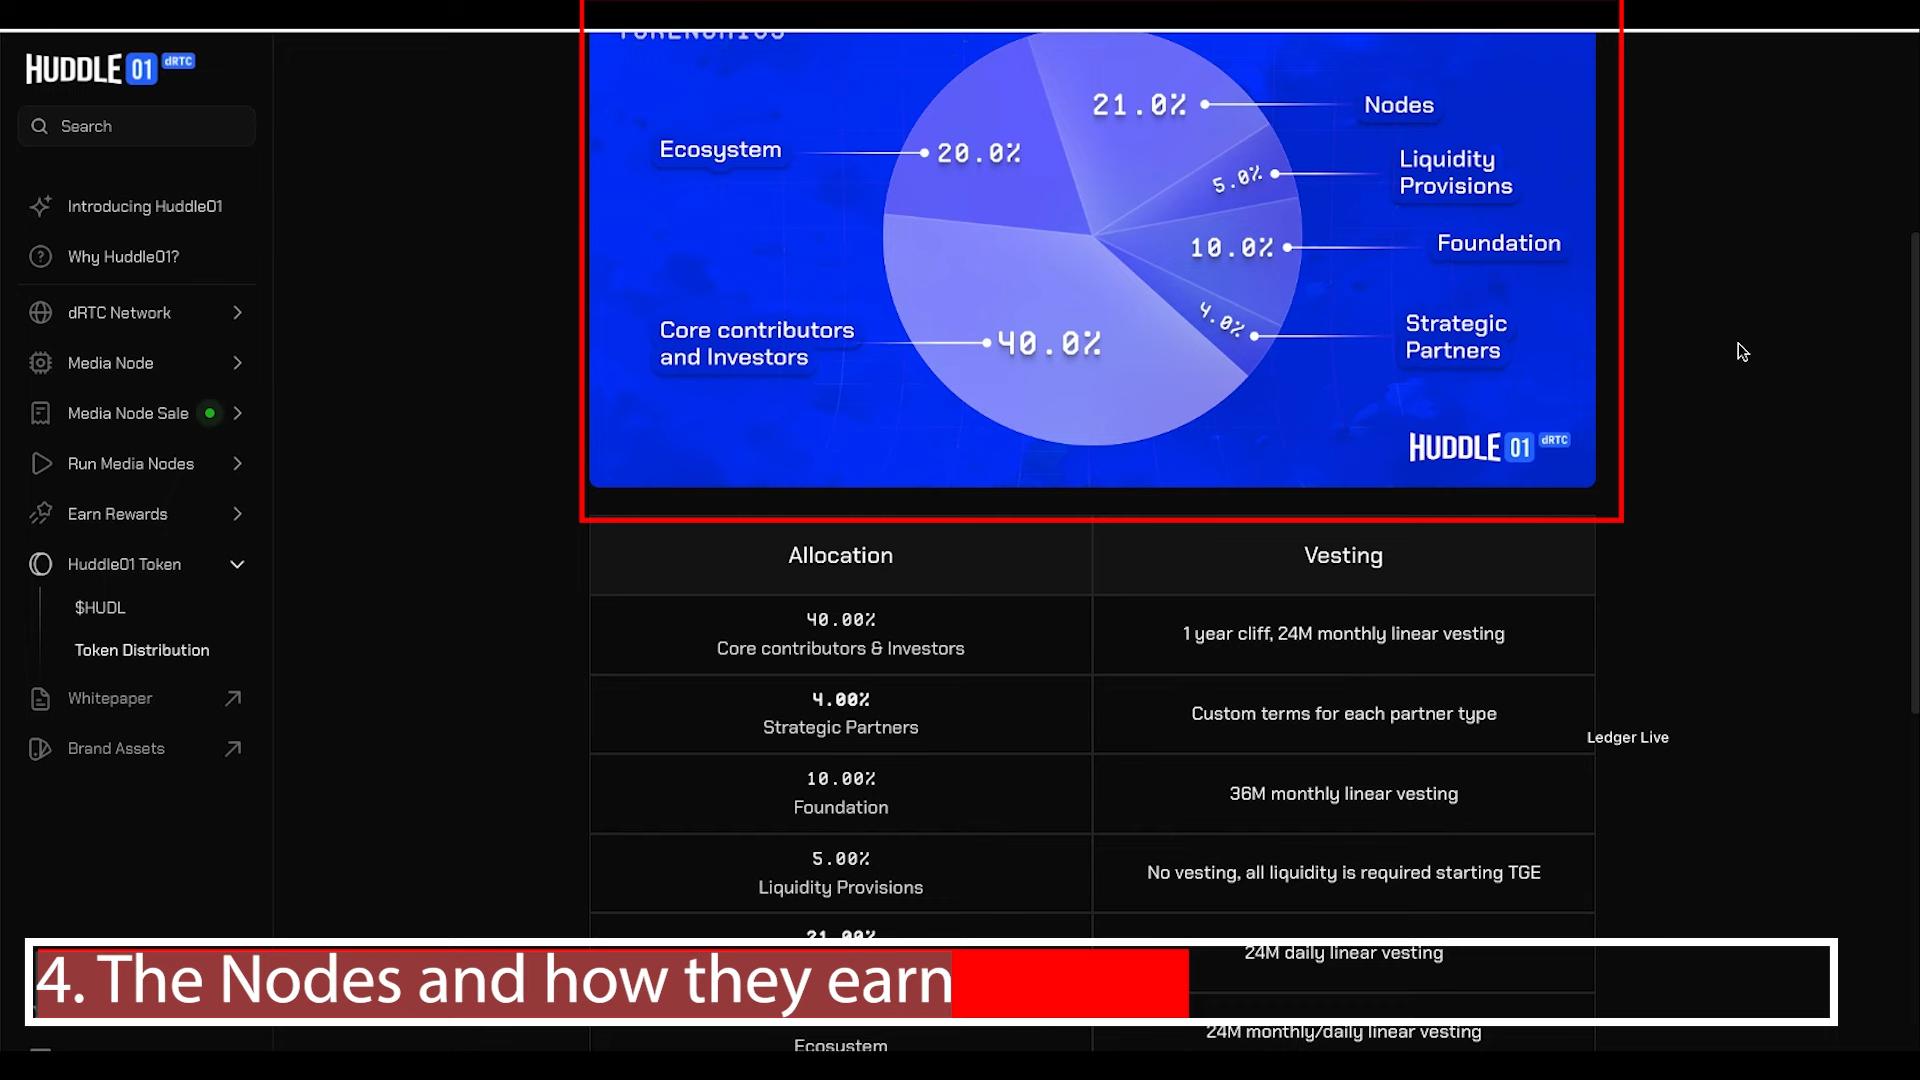 TOKENOMICS
HUDDLE 01 dRTC
Search
Introducing Huddle01
Why Huddle01?
dRTC Network
Media Node
Media Node Sale
Run Media Nodes
Earn Rewards
Huddle01 Token
$HUDL
Token Distribution
Whitepaper
Brand Assets
21.0%
Nodes
Ecosystem
20.0%
5.0%
Liquidity
Provisions
10.0%
Foundation
Core contributors
and Investors
40.0%
4.0%
Strategic
Partners
HUDDLE 01 dRTC
Allocation
Vesting
40.00%
Core contributors & Investors
1 year cliff, 24M monthly linear vesting
4.00%
Strategic Partners
Custom terms for each partner type
Ledger Live
10.00%
Foundation
36M monthly linear vesting
5.00%
Liquidity Provisions
No vesting, all liquidity is required starting TGE
21.00%
24M daily linear vesting
4. The Nodes and how they earn
24M monthly/daily linear vesting
Ecosystem